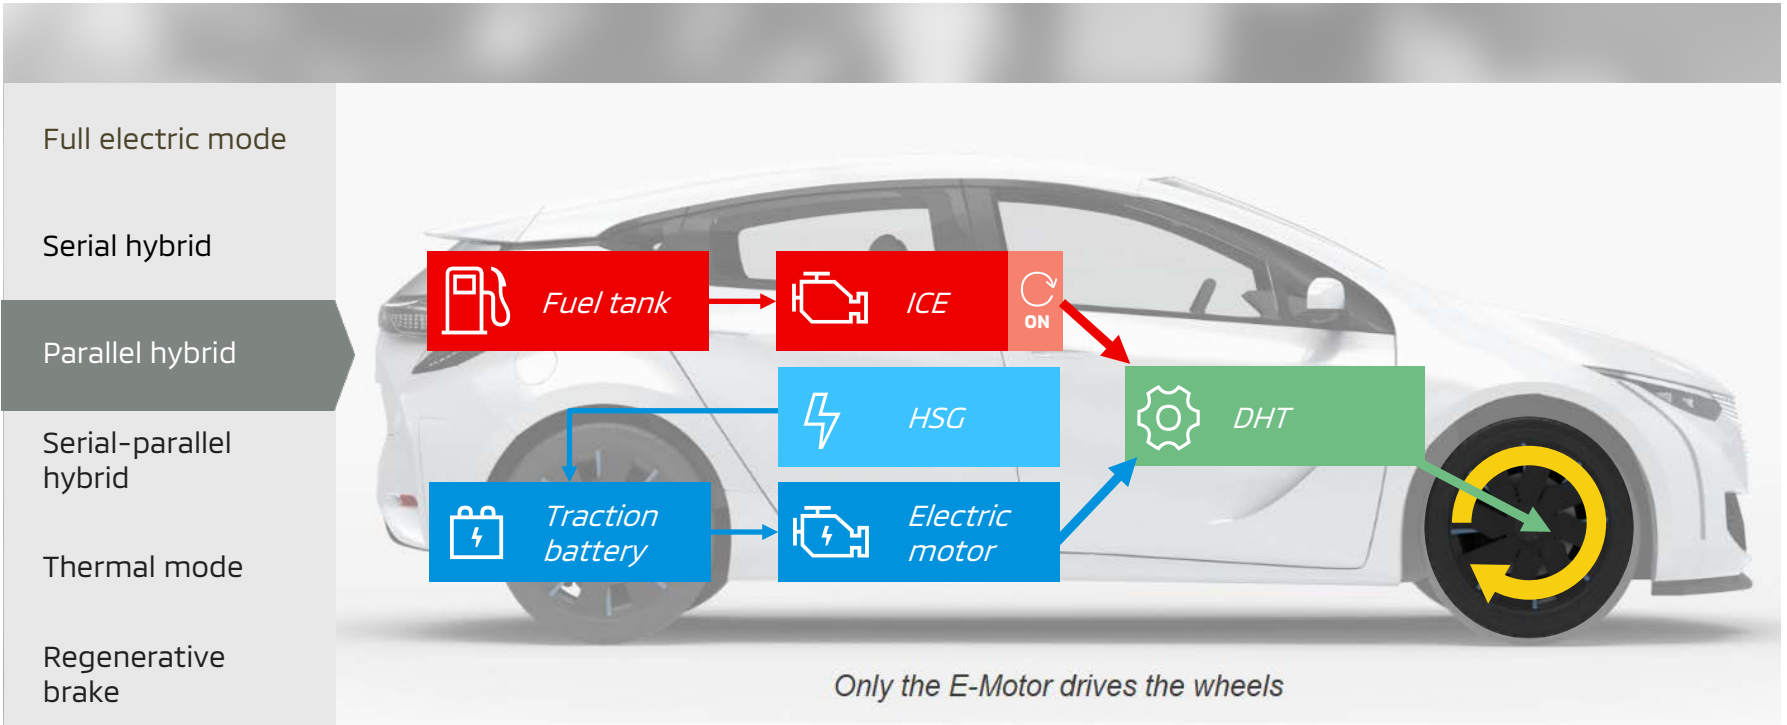 Full electric mode
Serial hybrid
Parallel hybrid
Serial-parallel
hybrid
Thermal mode
Regenerative
brake
Fuel tank
ICE
ON
HSG
DHT
Traction
battery
Electric
motor
Only the E-Motor drives the wheels